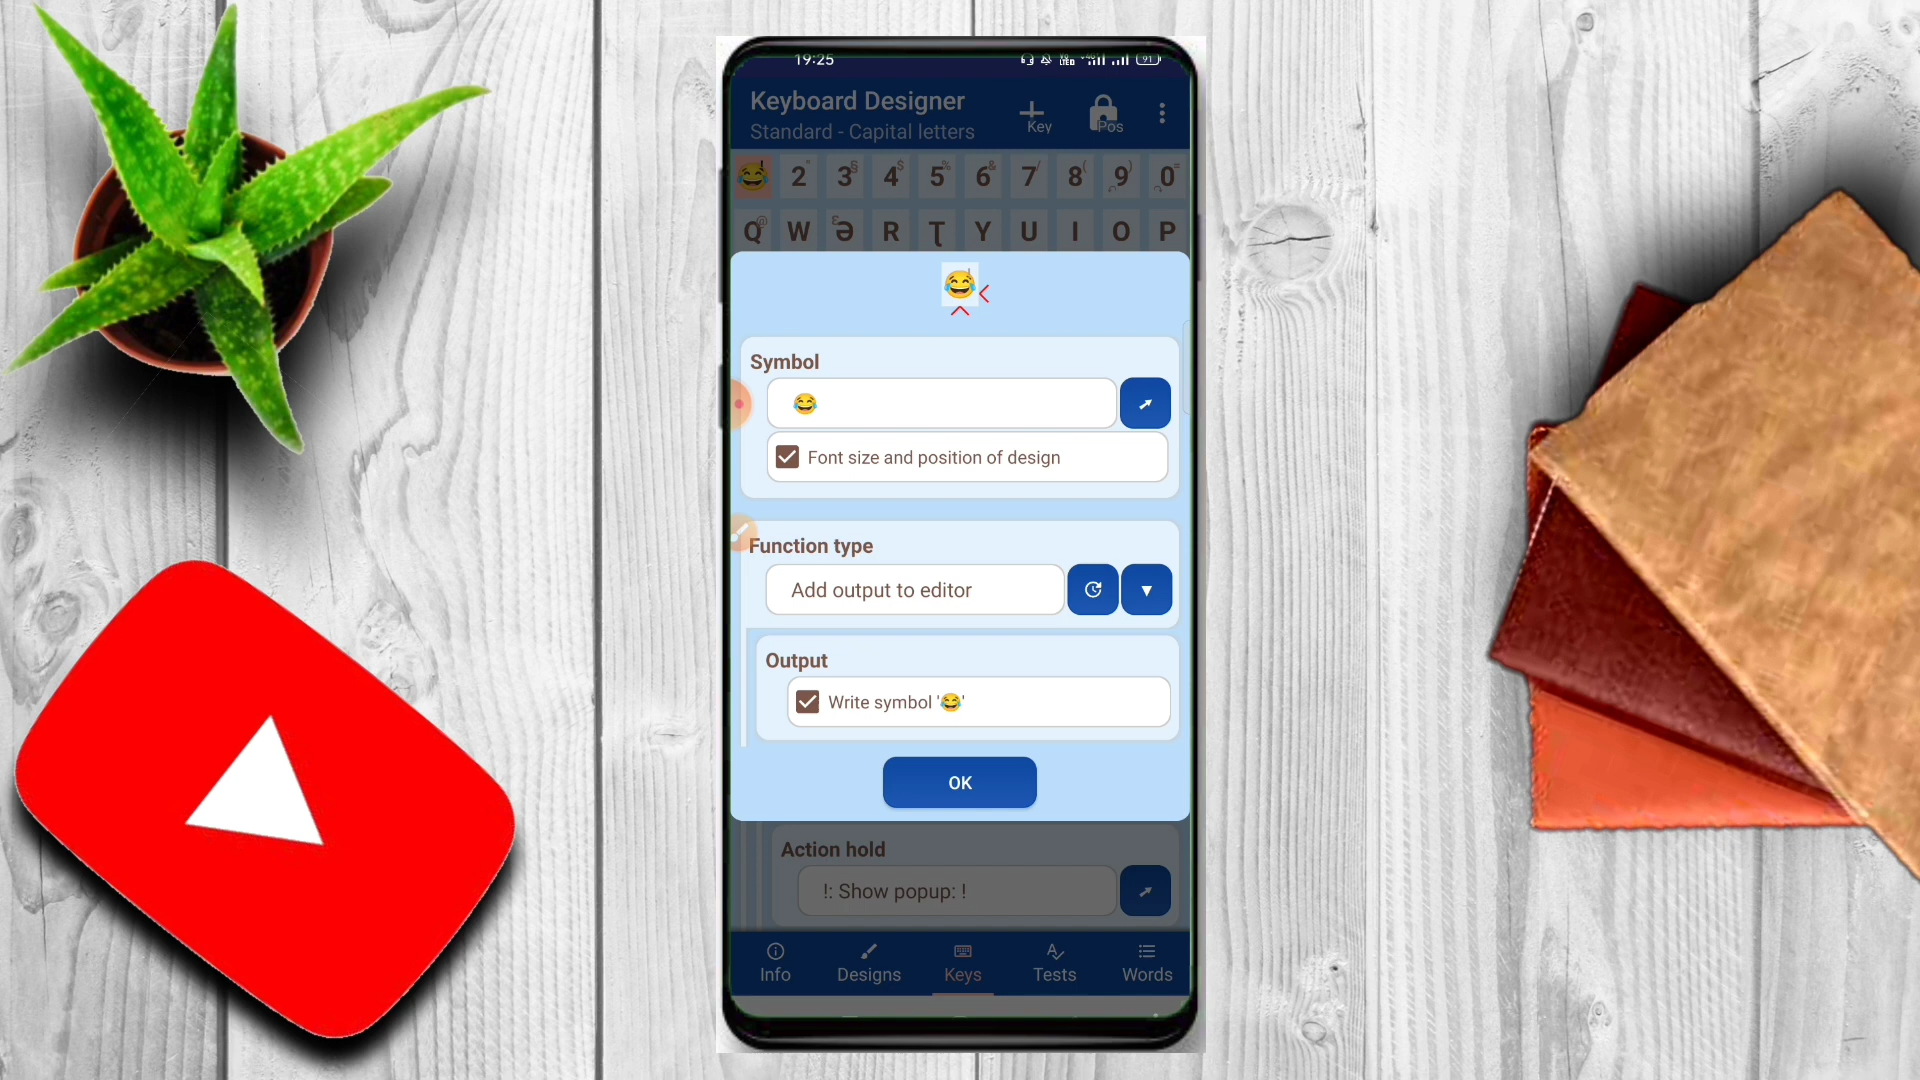 19:25
91
Keyboard Designer
Standard - Capital letters
Key
Pos
😂! 2" 3§ 4$ 5% 6& 7/ 8( 9) 0=
Q@ W Ə R Ʈ Y U I O P
😂
Symbol
😂
Font size and position of design
Function type
Add output to editor
Output
Write symbol '😂'
OK
Action hold
!: Show popup: !
Info Designs Keys Tests Words